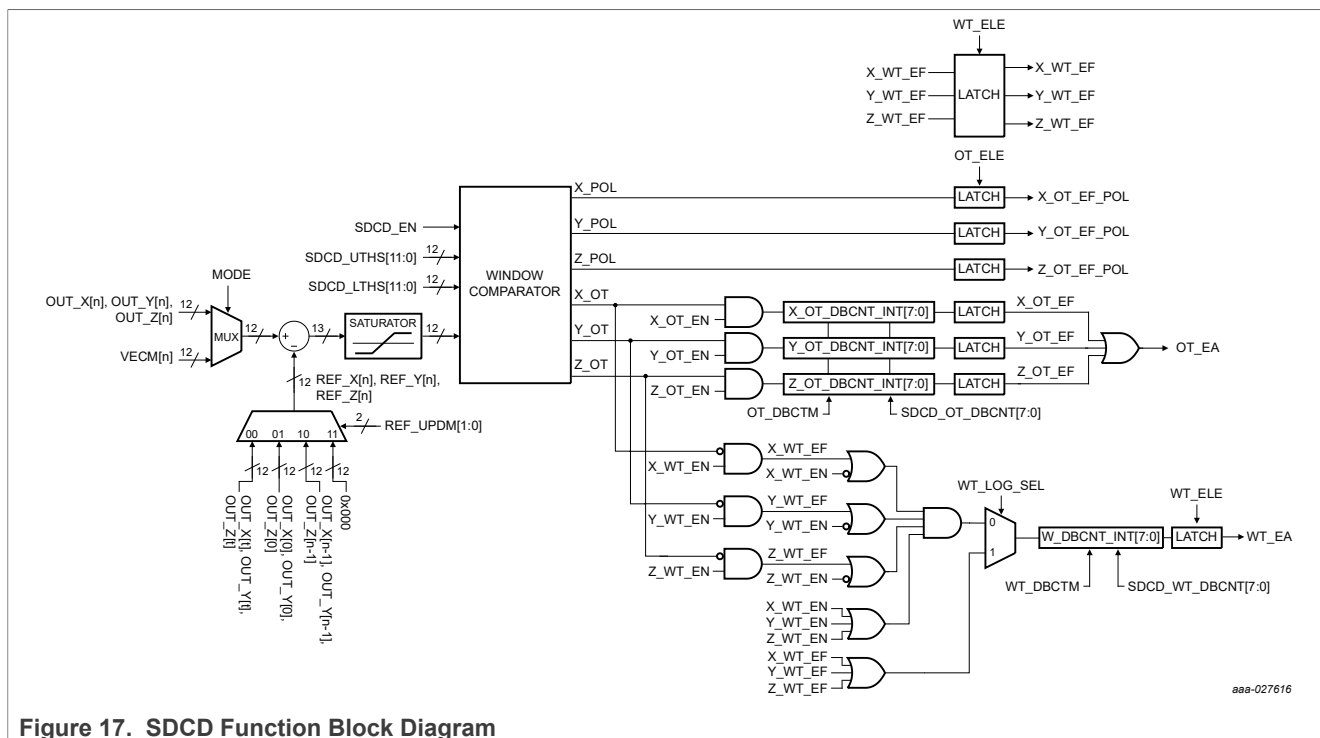 WT_ELE
X_WT_EF
Y_WT_EF
Z_WT_EF
LATCH
X_WT_EF
Y_WT_EF
Z_WT_EF
OT_ELE
X_POL
LATCH
X_OT_EF_POL
Y_POL
LATCH
Y_OT_EF_POL
Z_POL
LATCH
Z_OT_EF_POL
SDCD_EN
SDCD_UTHS[11:0]
12
SDCD_LTHS[11:0]
12
WINDOW
COMPARATOR
MODE
OUT_X[n], OUT_Y[n],
OUT_Z[n]
12
VECM[n]
12
MUX
12
+
−
13
SATURATOR
12
12
REF_X[n], REF_Y[n],
REF_Z[n]
00
01
10
11
2
REF_UPDM[1:0]
12
12
12
12
OUT_X[t], OUT_Y[t],
OUT_Z[t]
OUT_X[0], OUT_Y[0],
OUT_Z[0]
OUT_X[n-1], OUT_Y[n-1],
OUT_Z[n-1]
0x000
X_OT
X_OT_EN
X_OT_DBCNT_INT[7:0]
LATCH
X_OT_EF
Y_OT
Y_OT_EN
Y_OT_DBCNT_INT[7:0]
LATCH
Y_OT_EF
Z_OT
Z_OT_EN
Z_OT_DBCNT_INT[7:0]
LATCH
Z_OT_EF
OT_EA
OT_DBCTM
SDCD_OT_DBCNT[7:0]
X_WT_EN
X_WT_EF
X_WT_EN
Y_WT_EN
Y_WT_EF
Y_WT_EN
Z_WT_EN
Z_WT_EF
Z_WT_EN
X_WT_EN
Y_WT_EN
Z_WT_EN
X_WT_EF
Y_WT_EF
Z_WT_EF
WT_LOG_SEL
0
1
W_DBCNT_INT[7:0]
WT_ELE
LATCH
WT_EA
WT_DBCTM
SDCD_WT_DBCNT[7:0]
aaa-027616
Figure 17. SDCD Function Block Diagram